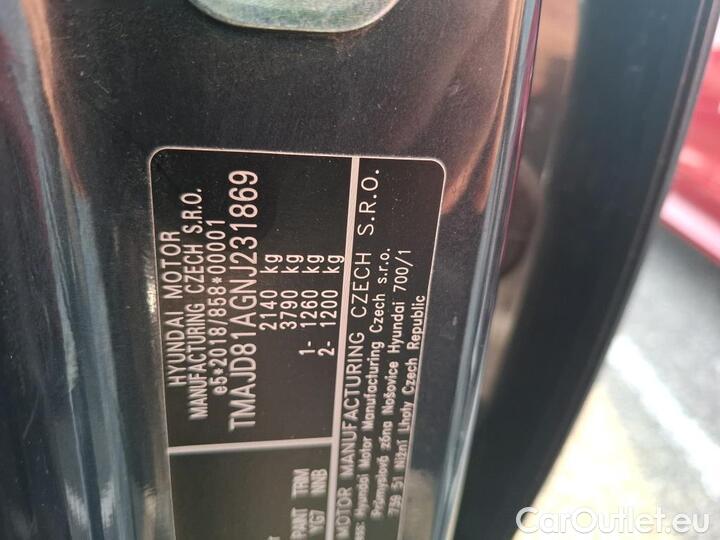 HYUNDAI MOTOR
MANUFACTURING CZECH S.R.O.
e5*2018/858*00001
TMAJD81AGNJ231869
2140 kg
3790 kg
1- 1260 kg
2- 1200 kg
PAINT TRIM
YG7 NNB
MOTOR MANUFACTURING CZECH S.R.O.
ess: Hyundai Motor Manufacturing Czech s.r.o.
Průmyslová zóna Nošovice Hyundai 700/1
739 51 Nižní Lhoty Czech Republic
© CarOutlet.eu